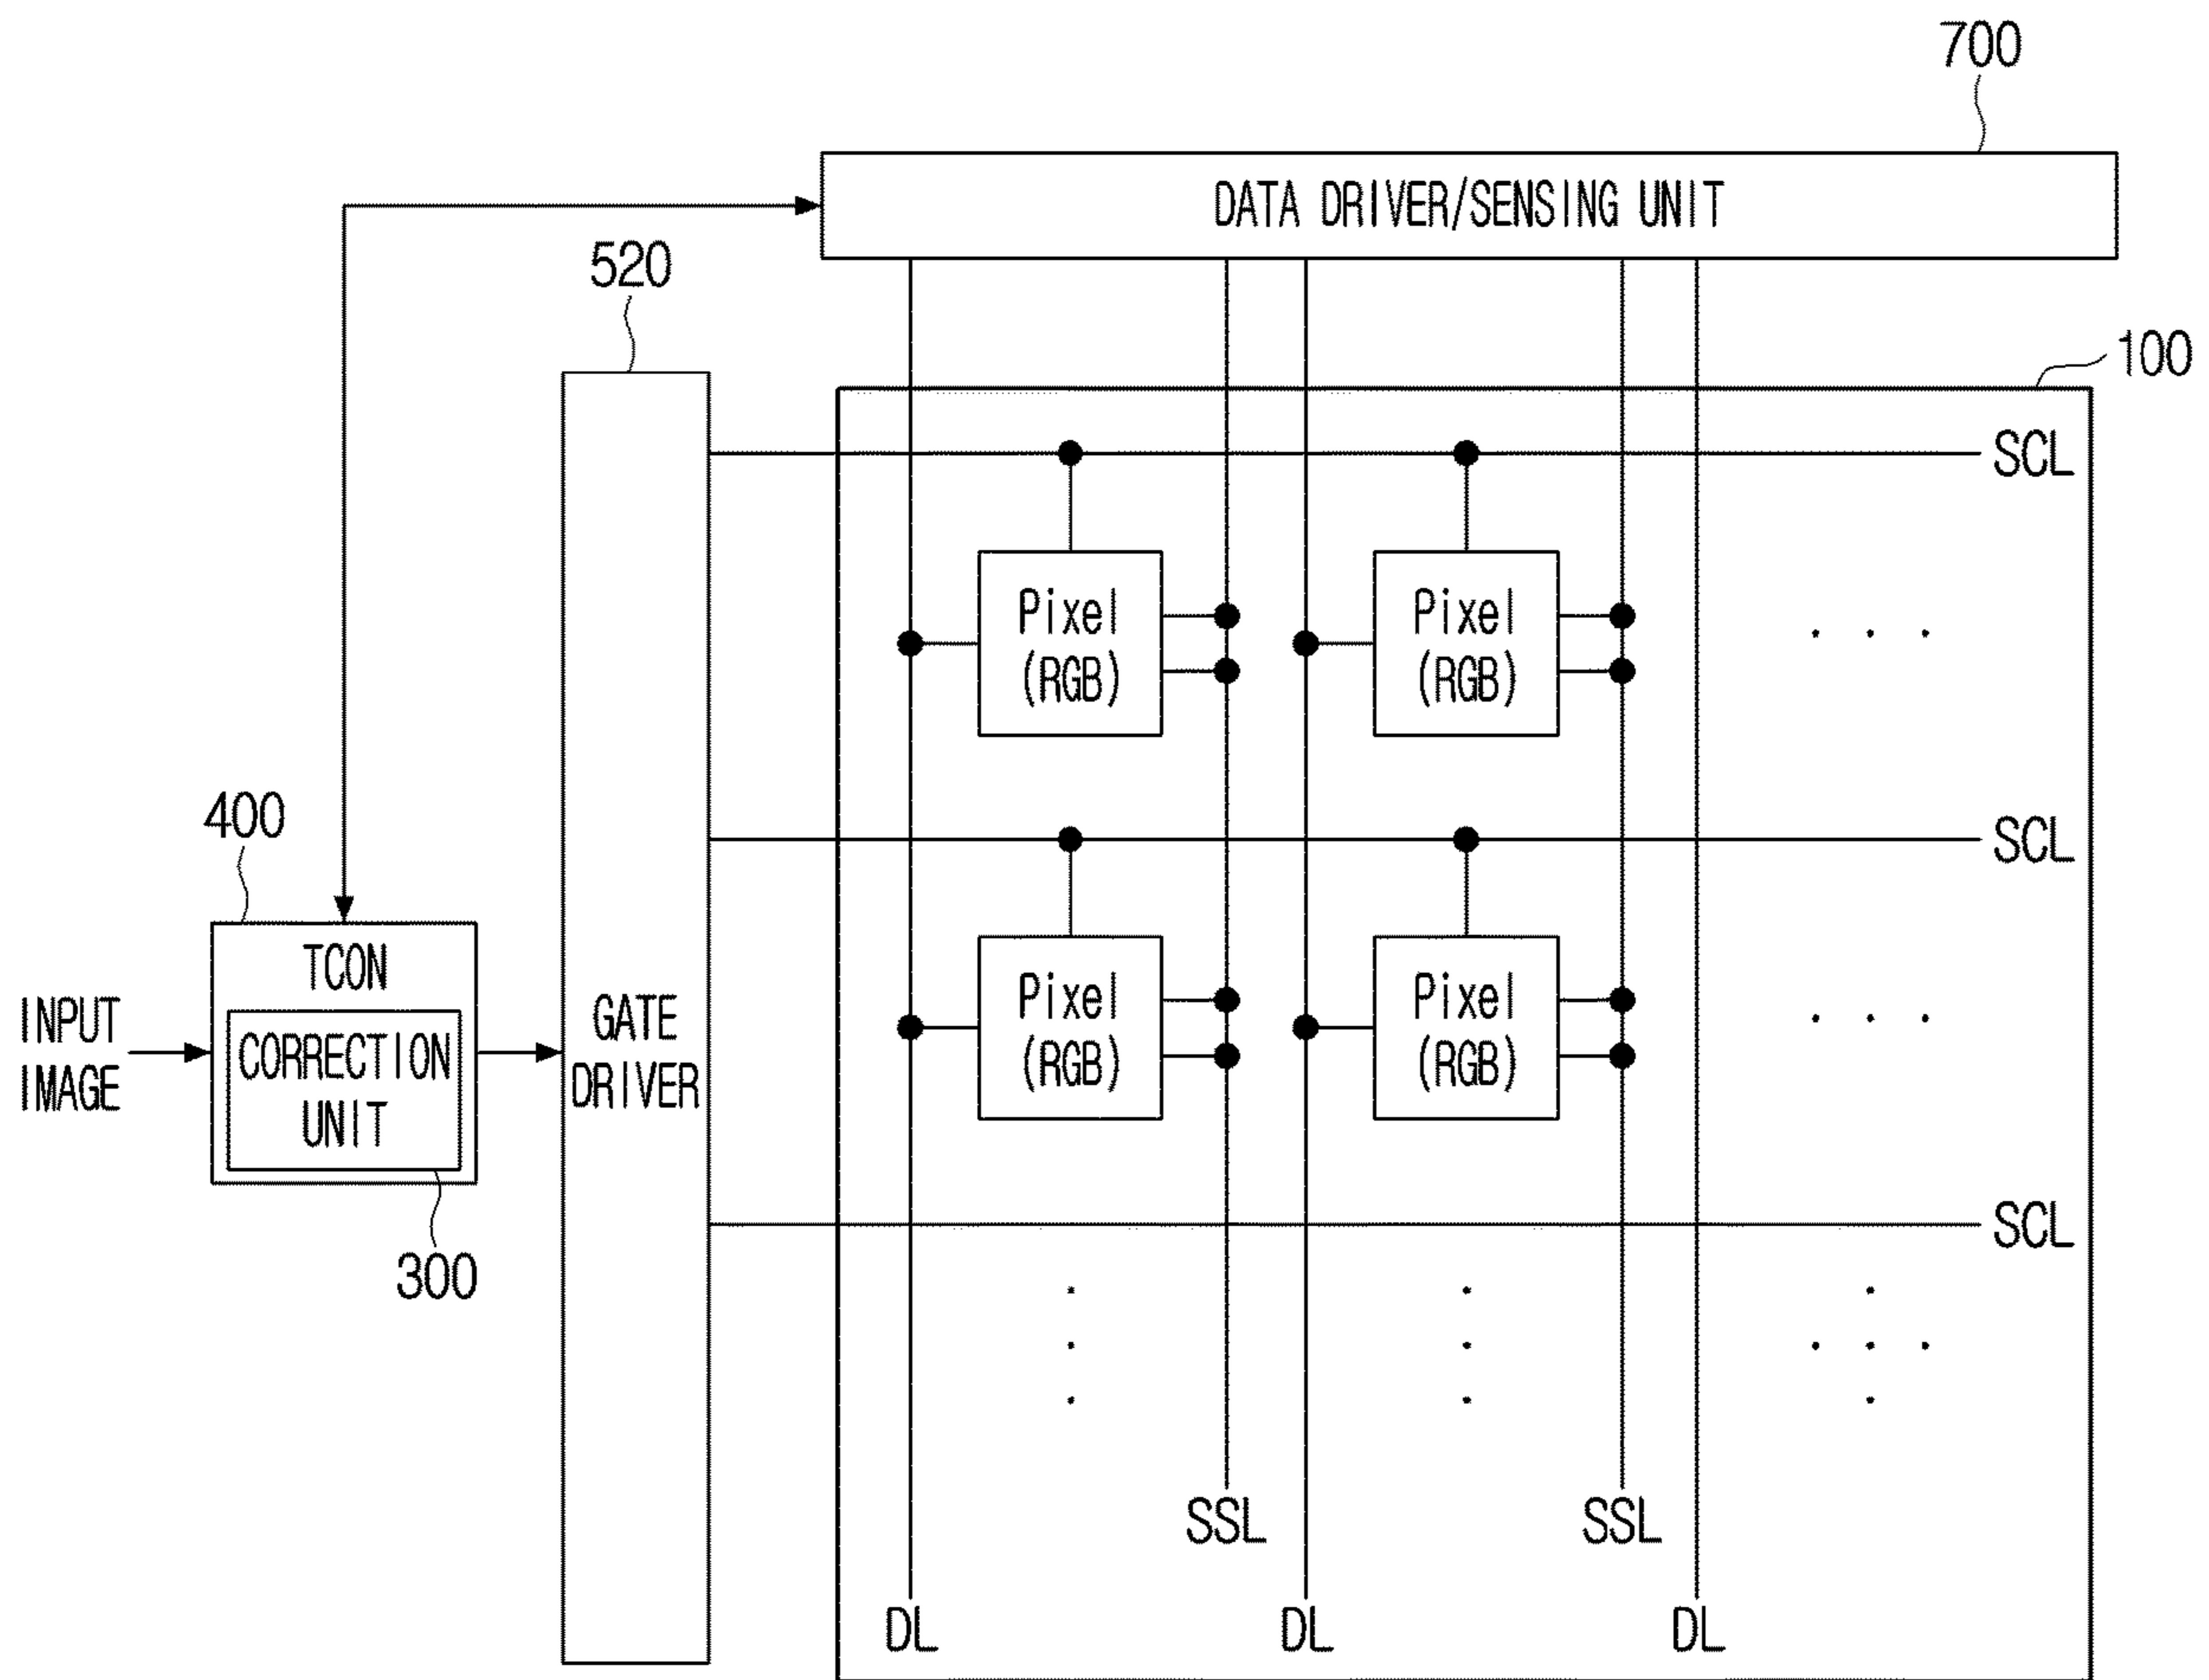 700
DATA DRIVER/SENSING UNIT
520
100
SCL
Pixel
(RGB)
Pixel
(RGB)
400
SCL
TCON
INPUT
IMAGE
CORRECTION
UNIT
GATE
DRIVER
Pixel
(RGB)
Pixel
(RGB)
300
SCL
SSL
SSL
DL
DL
DL